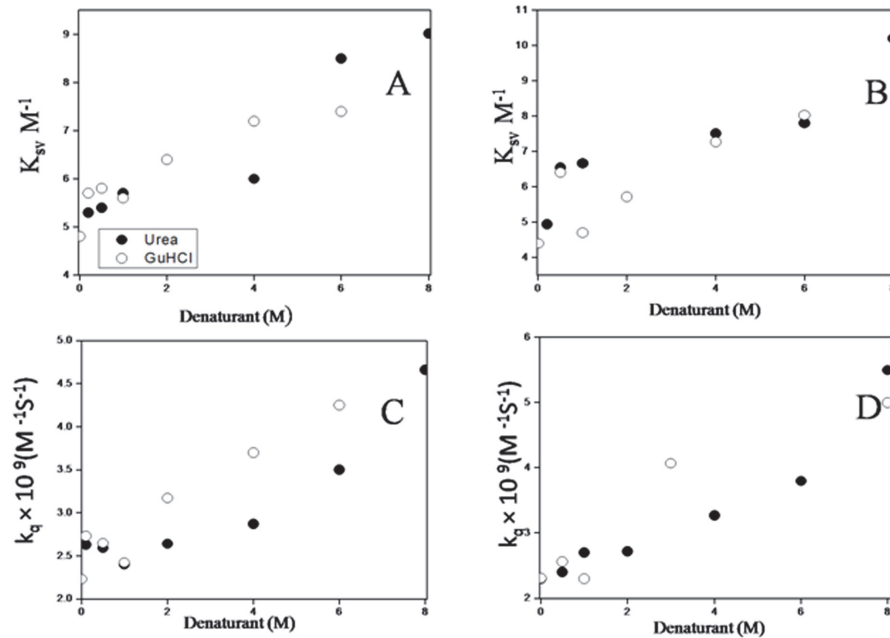 9
8
7
6
5
4
K_sv M^-1
A
Urea
GuHCl
0 2 4 6 8
Denaturant (M)
11
10
9
8
7
6
5
4
K_sv M^-1
B
0 2 4 6
Denaturant (M)
5.0
4.5
4.0
3.5
3.0
2.5
2.0
k_q × 10^9 (M^-1S^-1)
C
0 2 4 6 8
Denaturant (M)
6
5
4
3
2
k_q × 10^9 (M^-1S^-1)
D
0 2 4 6 8
Denaturant (M)